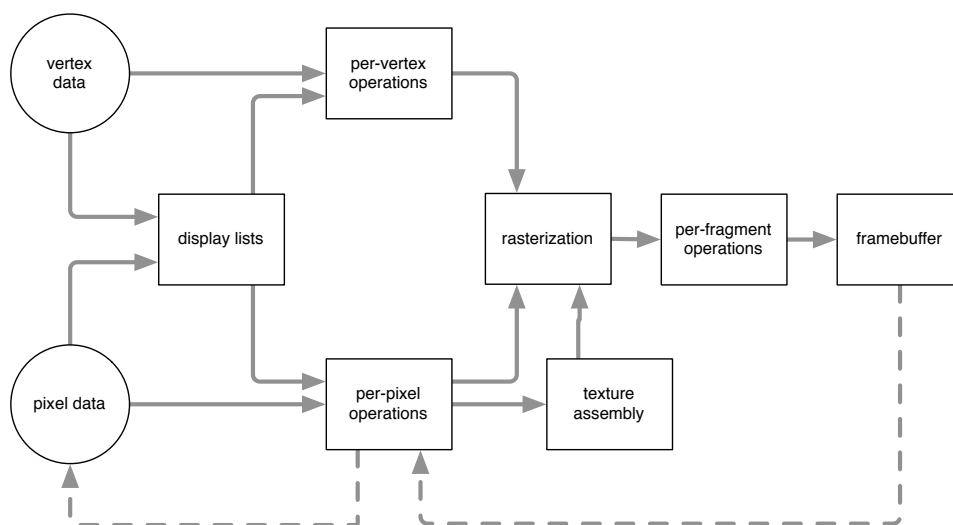 vertex
data
per-vertex
operations
display lists
rasterization
per-fragment
operations
framebuffer
pixel data
per-pixel
operations
texture
assembly